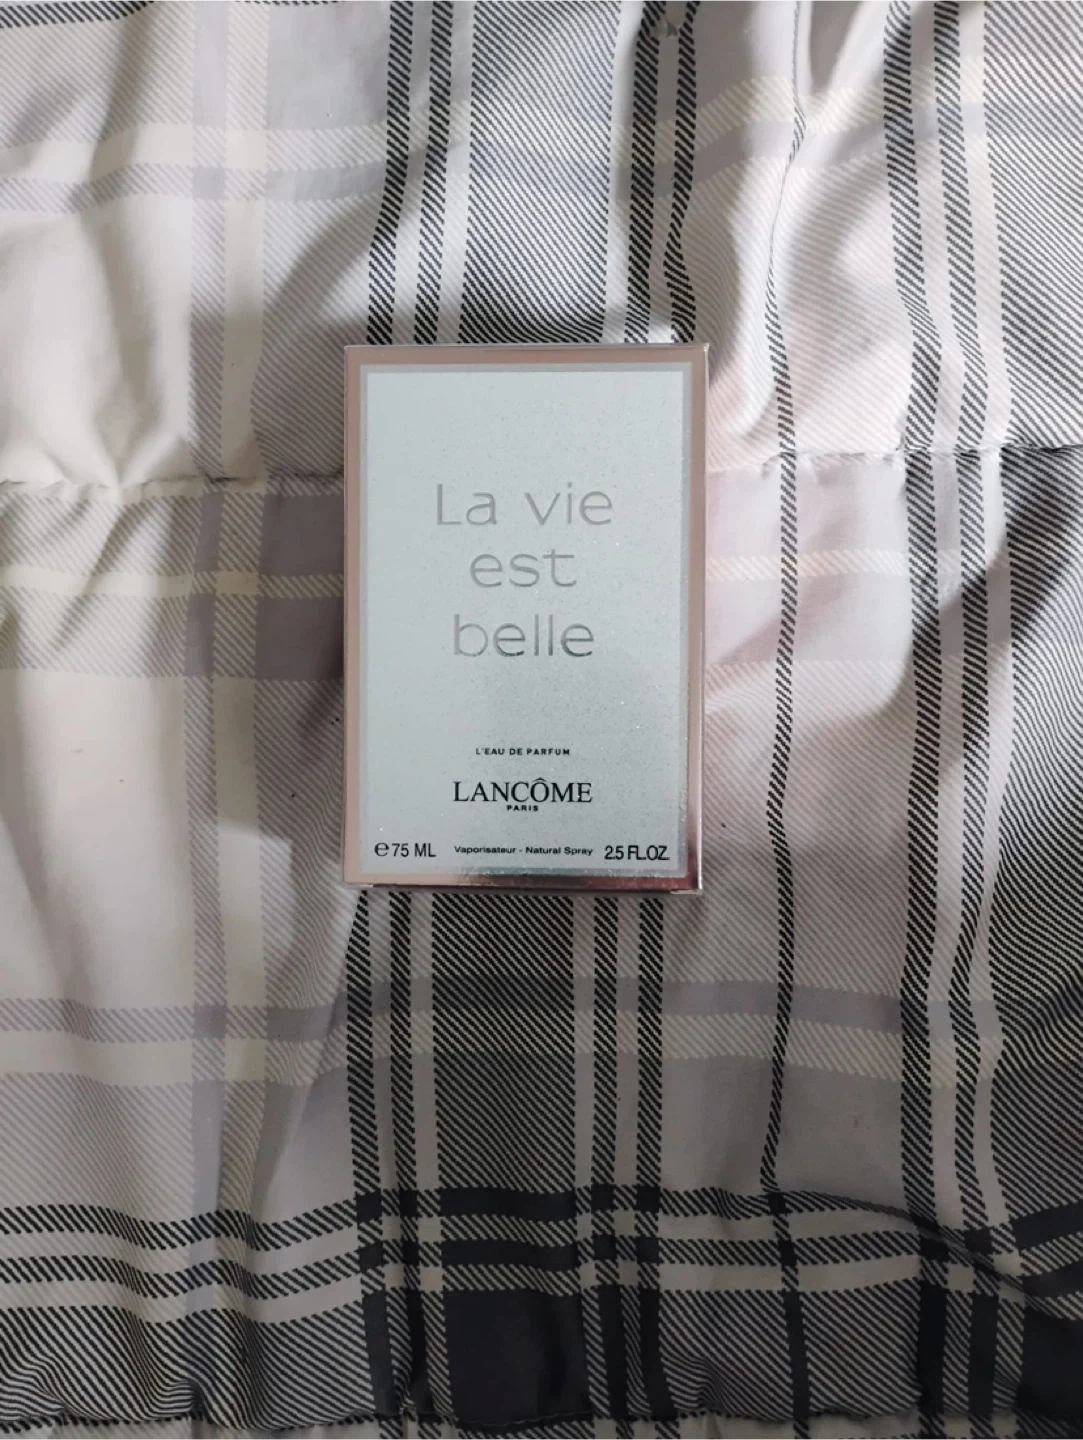 La vie
est
belle
L'EAU DE PARFUM
LANCÔME
PARIS
℮75 ML Vaporisateur - Natural Spray 2.5 FL.OZ.